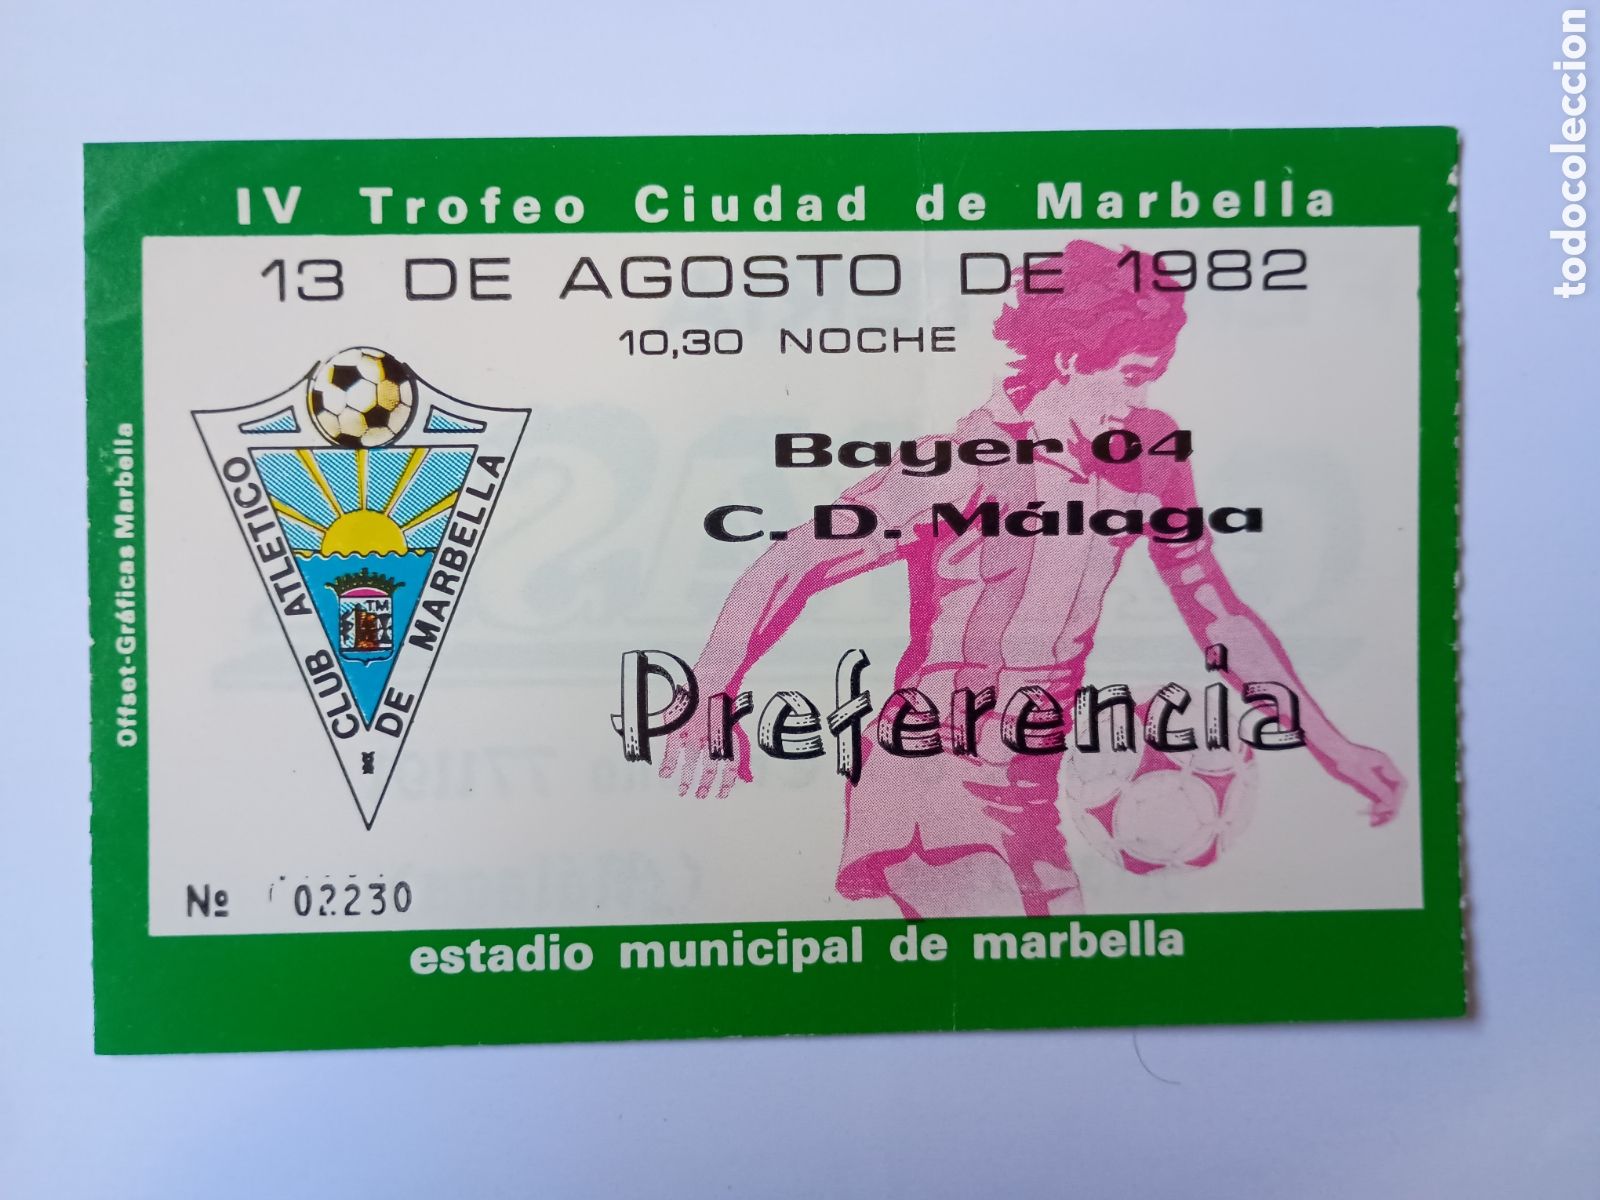 IV Trofeo Ciudad de Marbella
13 DE AGOSTO DE 1982
10,30 NOCHE
Bayer 04
C. D. Málaga
Preferencia
CLUB ATLETICO
DE MARBELLA
T.M.
Nº 02230
estadio municipal de marbella
Offset-Gráficas Marbella
todocoleccion